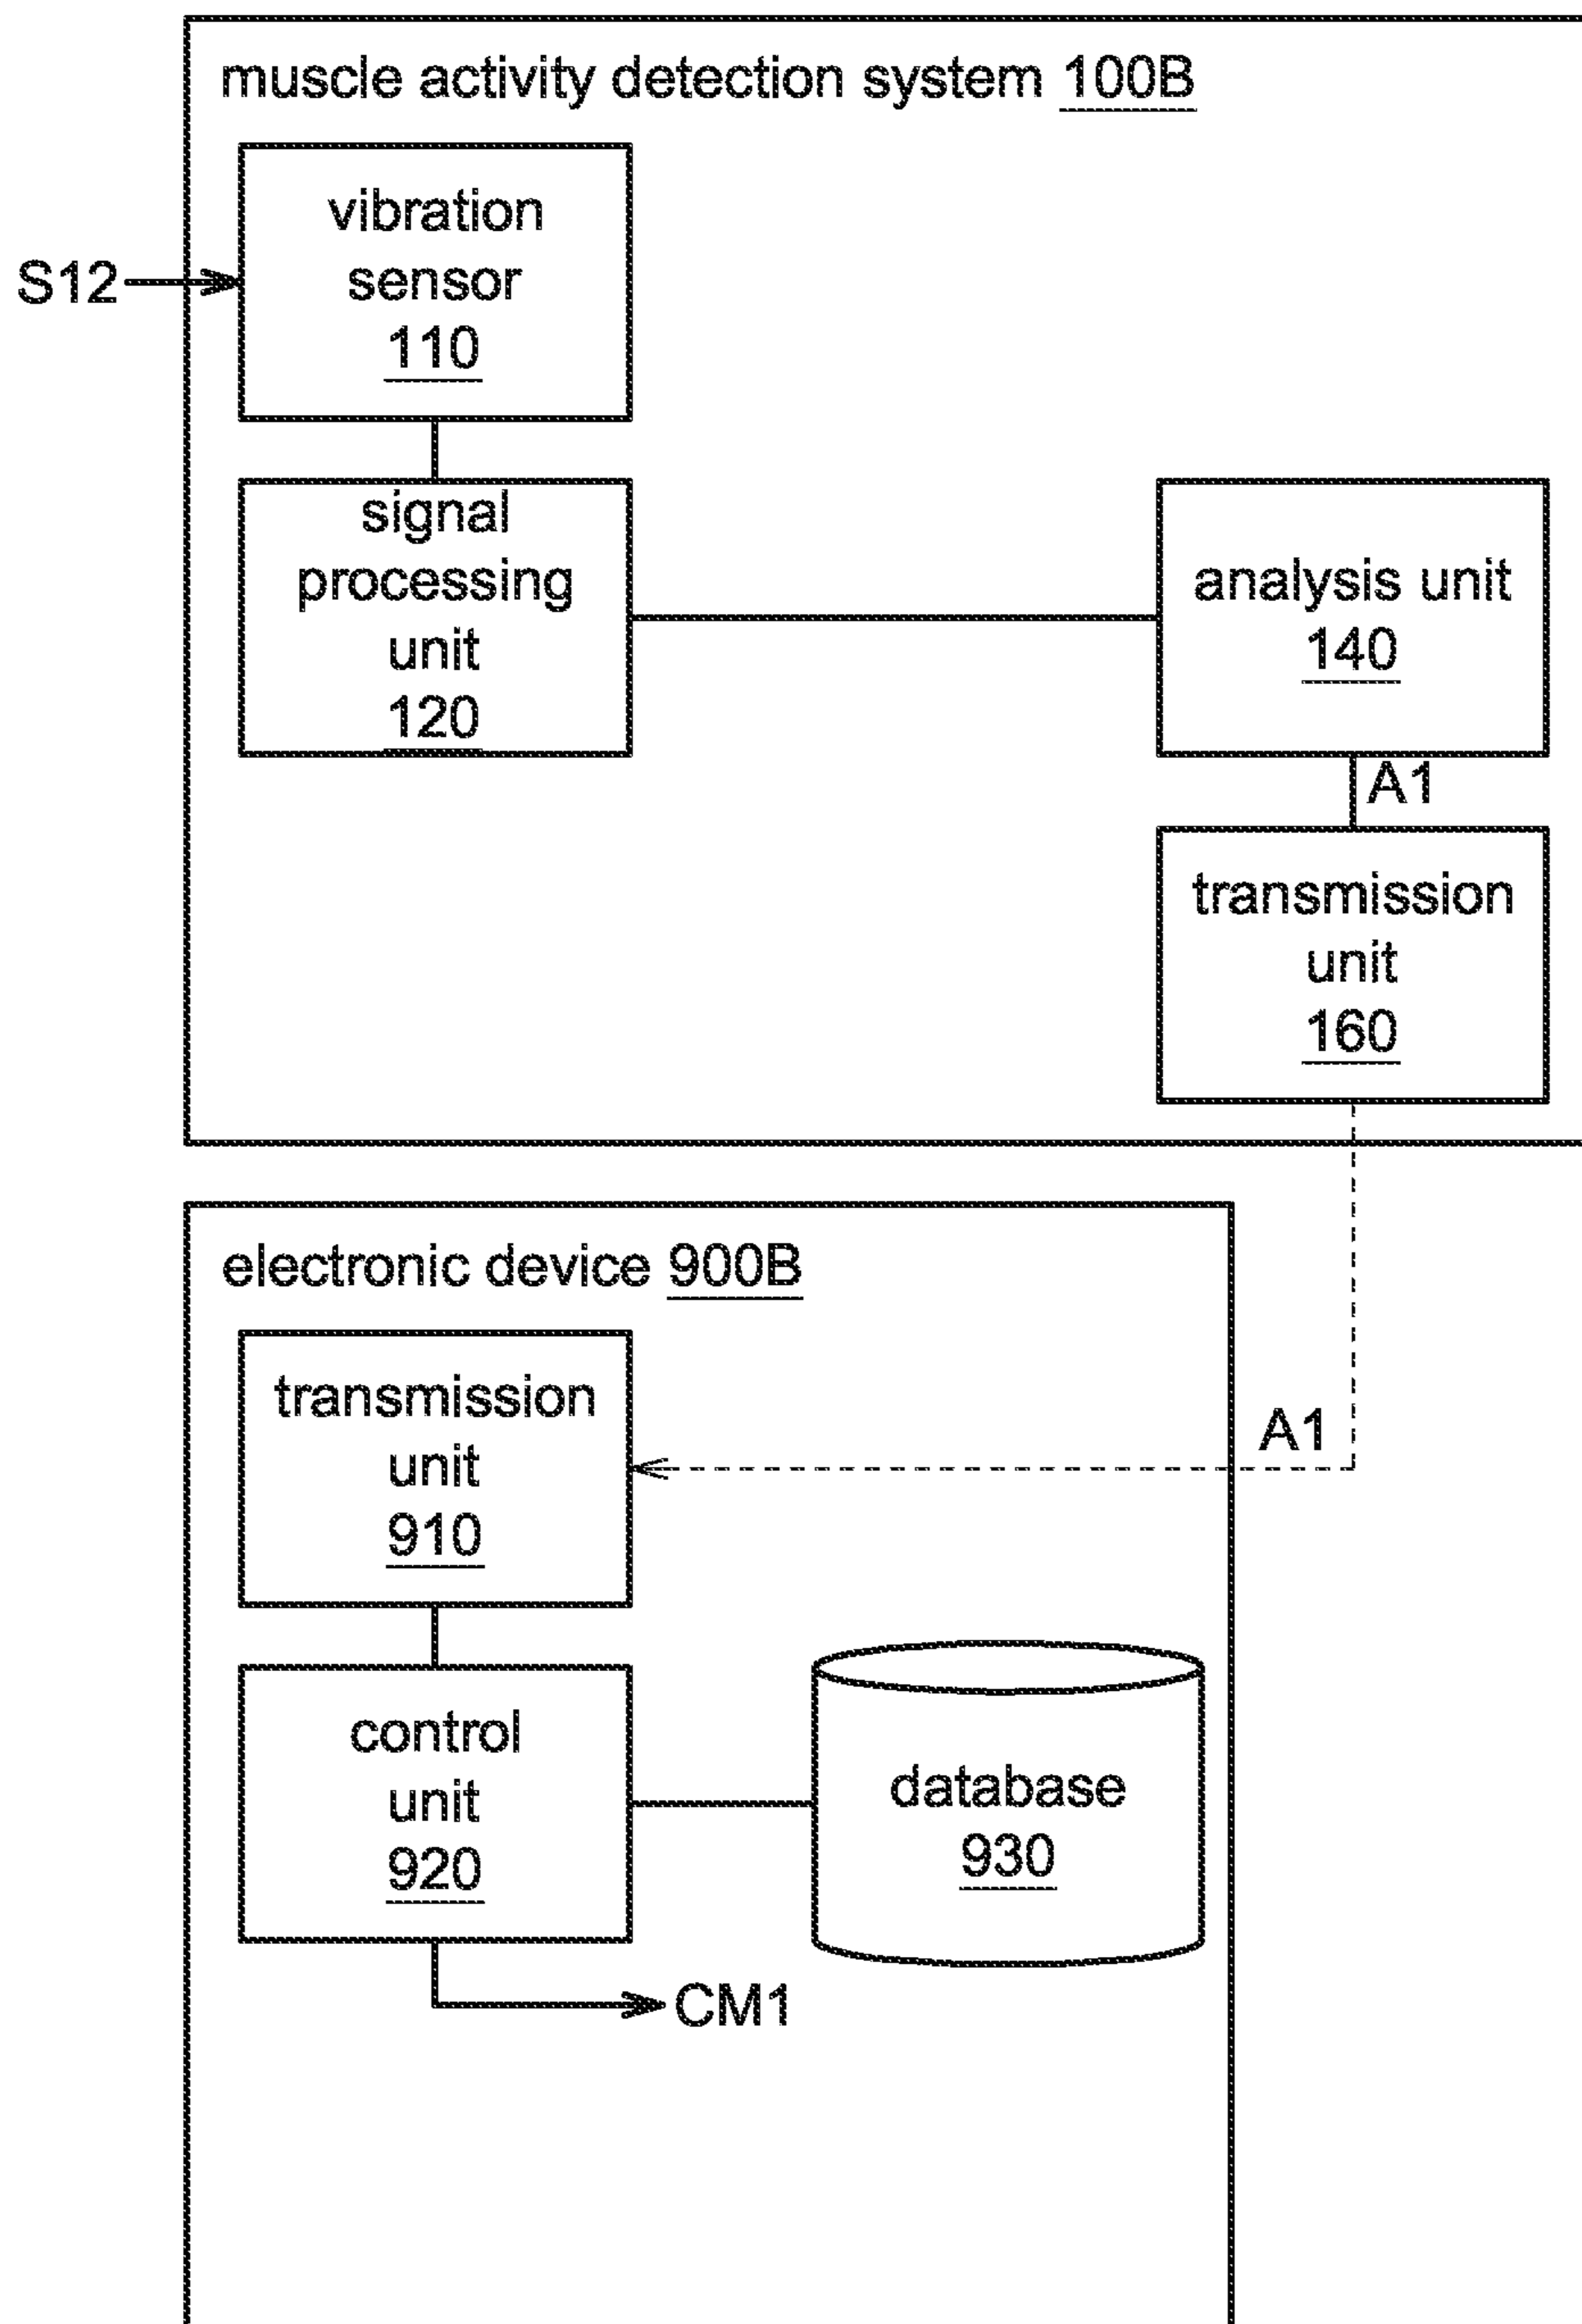 muscle activity detection system 100B
vibration
sensor
110
S12
signal
processing
unit
120
analysis unit
140
A1
transmission
unit
160
electronic device 900B
transmission
unit
910
A1
control
unit
920
database
930
CM1